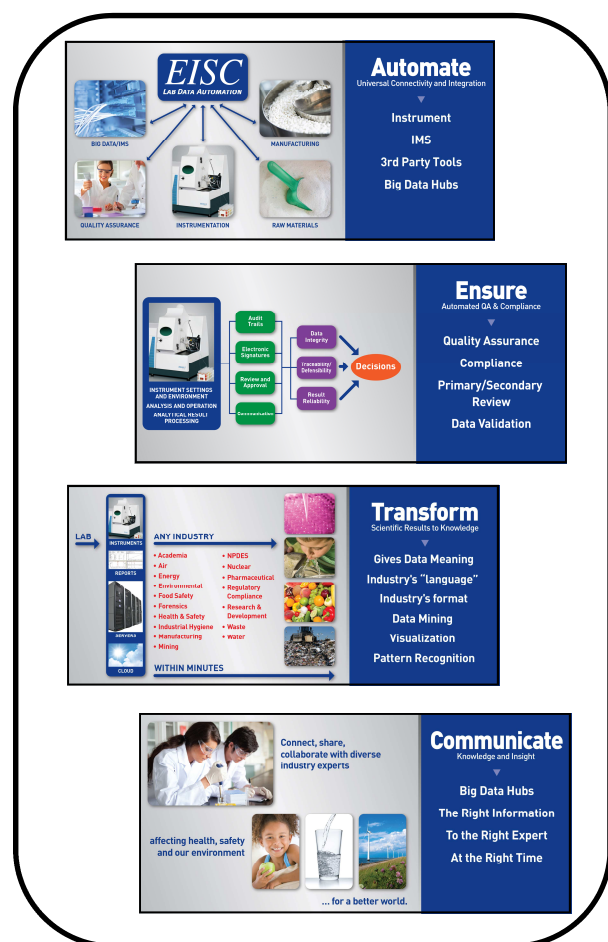 EISC
LAB DATA AUTOMATION
BIG DATA/IMS
MANUFACTURING
QUALITY ASSURANCE
INSTRUMENTATION
RAW MATERIALS
Automate
Universal Connectivity and Integration
Instrument
IMS
3rd Party Tools
Big Data Hubs
INSTRUMENT SETTINGS
AND ENVIRONMENT
ANALYSIS AND OPERATION
ANALYTICAL RESULT
PROCESSING
Audit
Trails
Electronic
Signatures
Review and
Approval
Communication
Data
Integrity
Traceability/
Defensibility
Result
Reliability
Decisions
Ensure
Automated QA & Compliance
Quality Assurance
Compliance
Primary/Secondary
Review
Data Validation
LAB
INSTRUMENTS
REPORTS
SERVERS
CLOUD
ANY INDUSTRY
• Academia
• Air
• Energy
• Environmental
• Food Safety
• Forensics
• Health & Safety
• Industrial Hygiene
• Manufacturing
• Mining
• NPDES
• Nuclear
• Pharmaceutical
• Regulatory
Compliance
• Research &
Development
• Waste
• Water
WITHIN MINUTES
Transform
Scientific Results to Knowledge
Gives Data Meaning
Industry's "language"
Industry's format
Data Mining
Visualization
Pattern Recognition
Connect, share,
collaborate with diverse
industry experts
affecting health, safety
and our environment
... for a better world.
Communicate
Knowledge and Insight
Big Data Hubs
The Right Information
To the Right Expert
At the Right Time